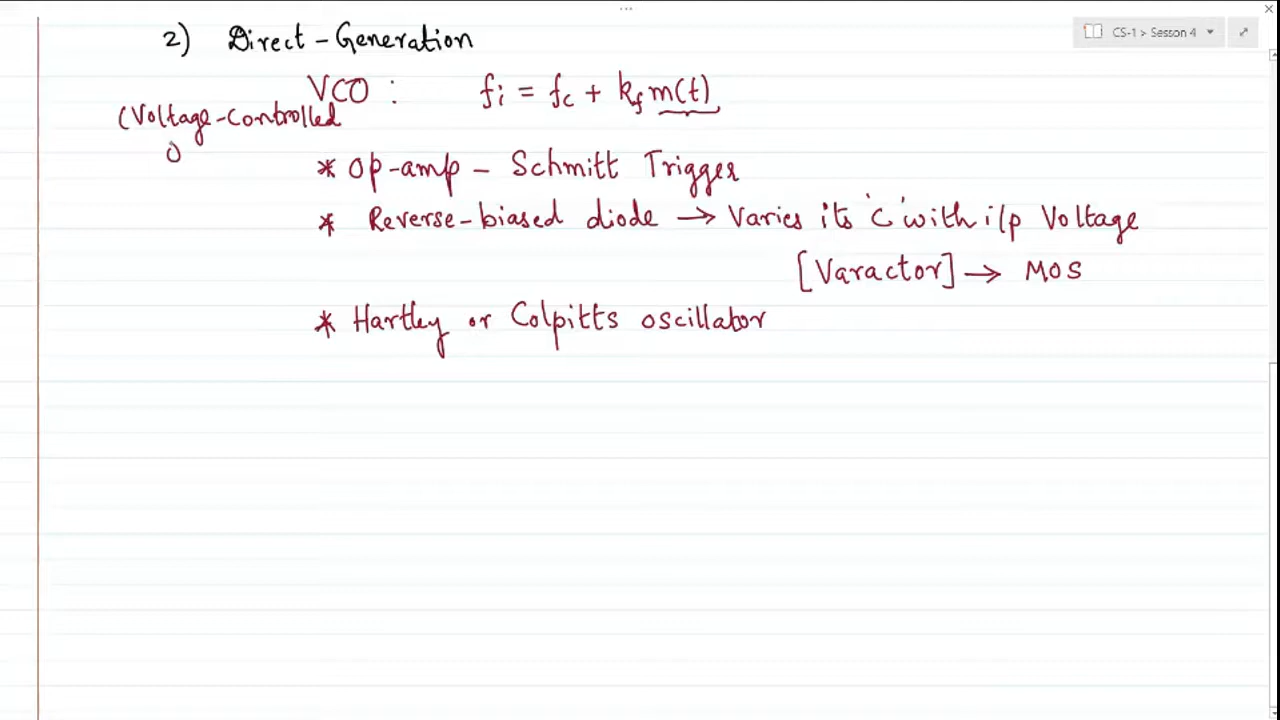 CS-1 > Sesson 4
2) Direct-Generation
VCO : fi = fc + kf m(t)
(Voltage-controlled
O
* Op-amp - Schmitt Trigger
* Reverse-biased diode → Varies its 'C' with i/p Voltage
[Varactor] → MOS
* Hartley or Colpitts oscillator